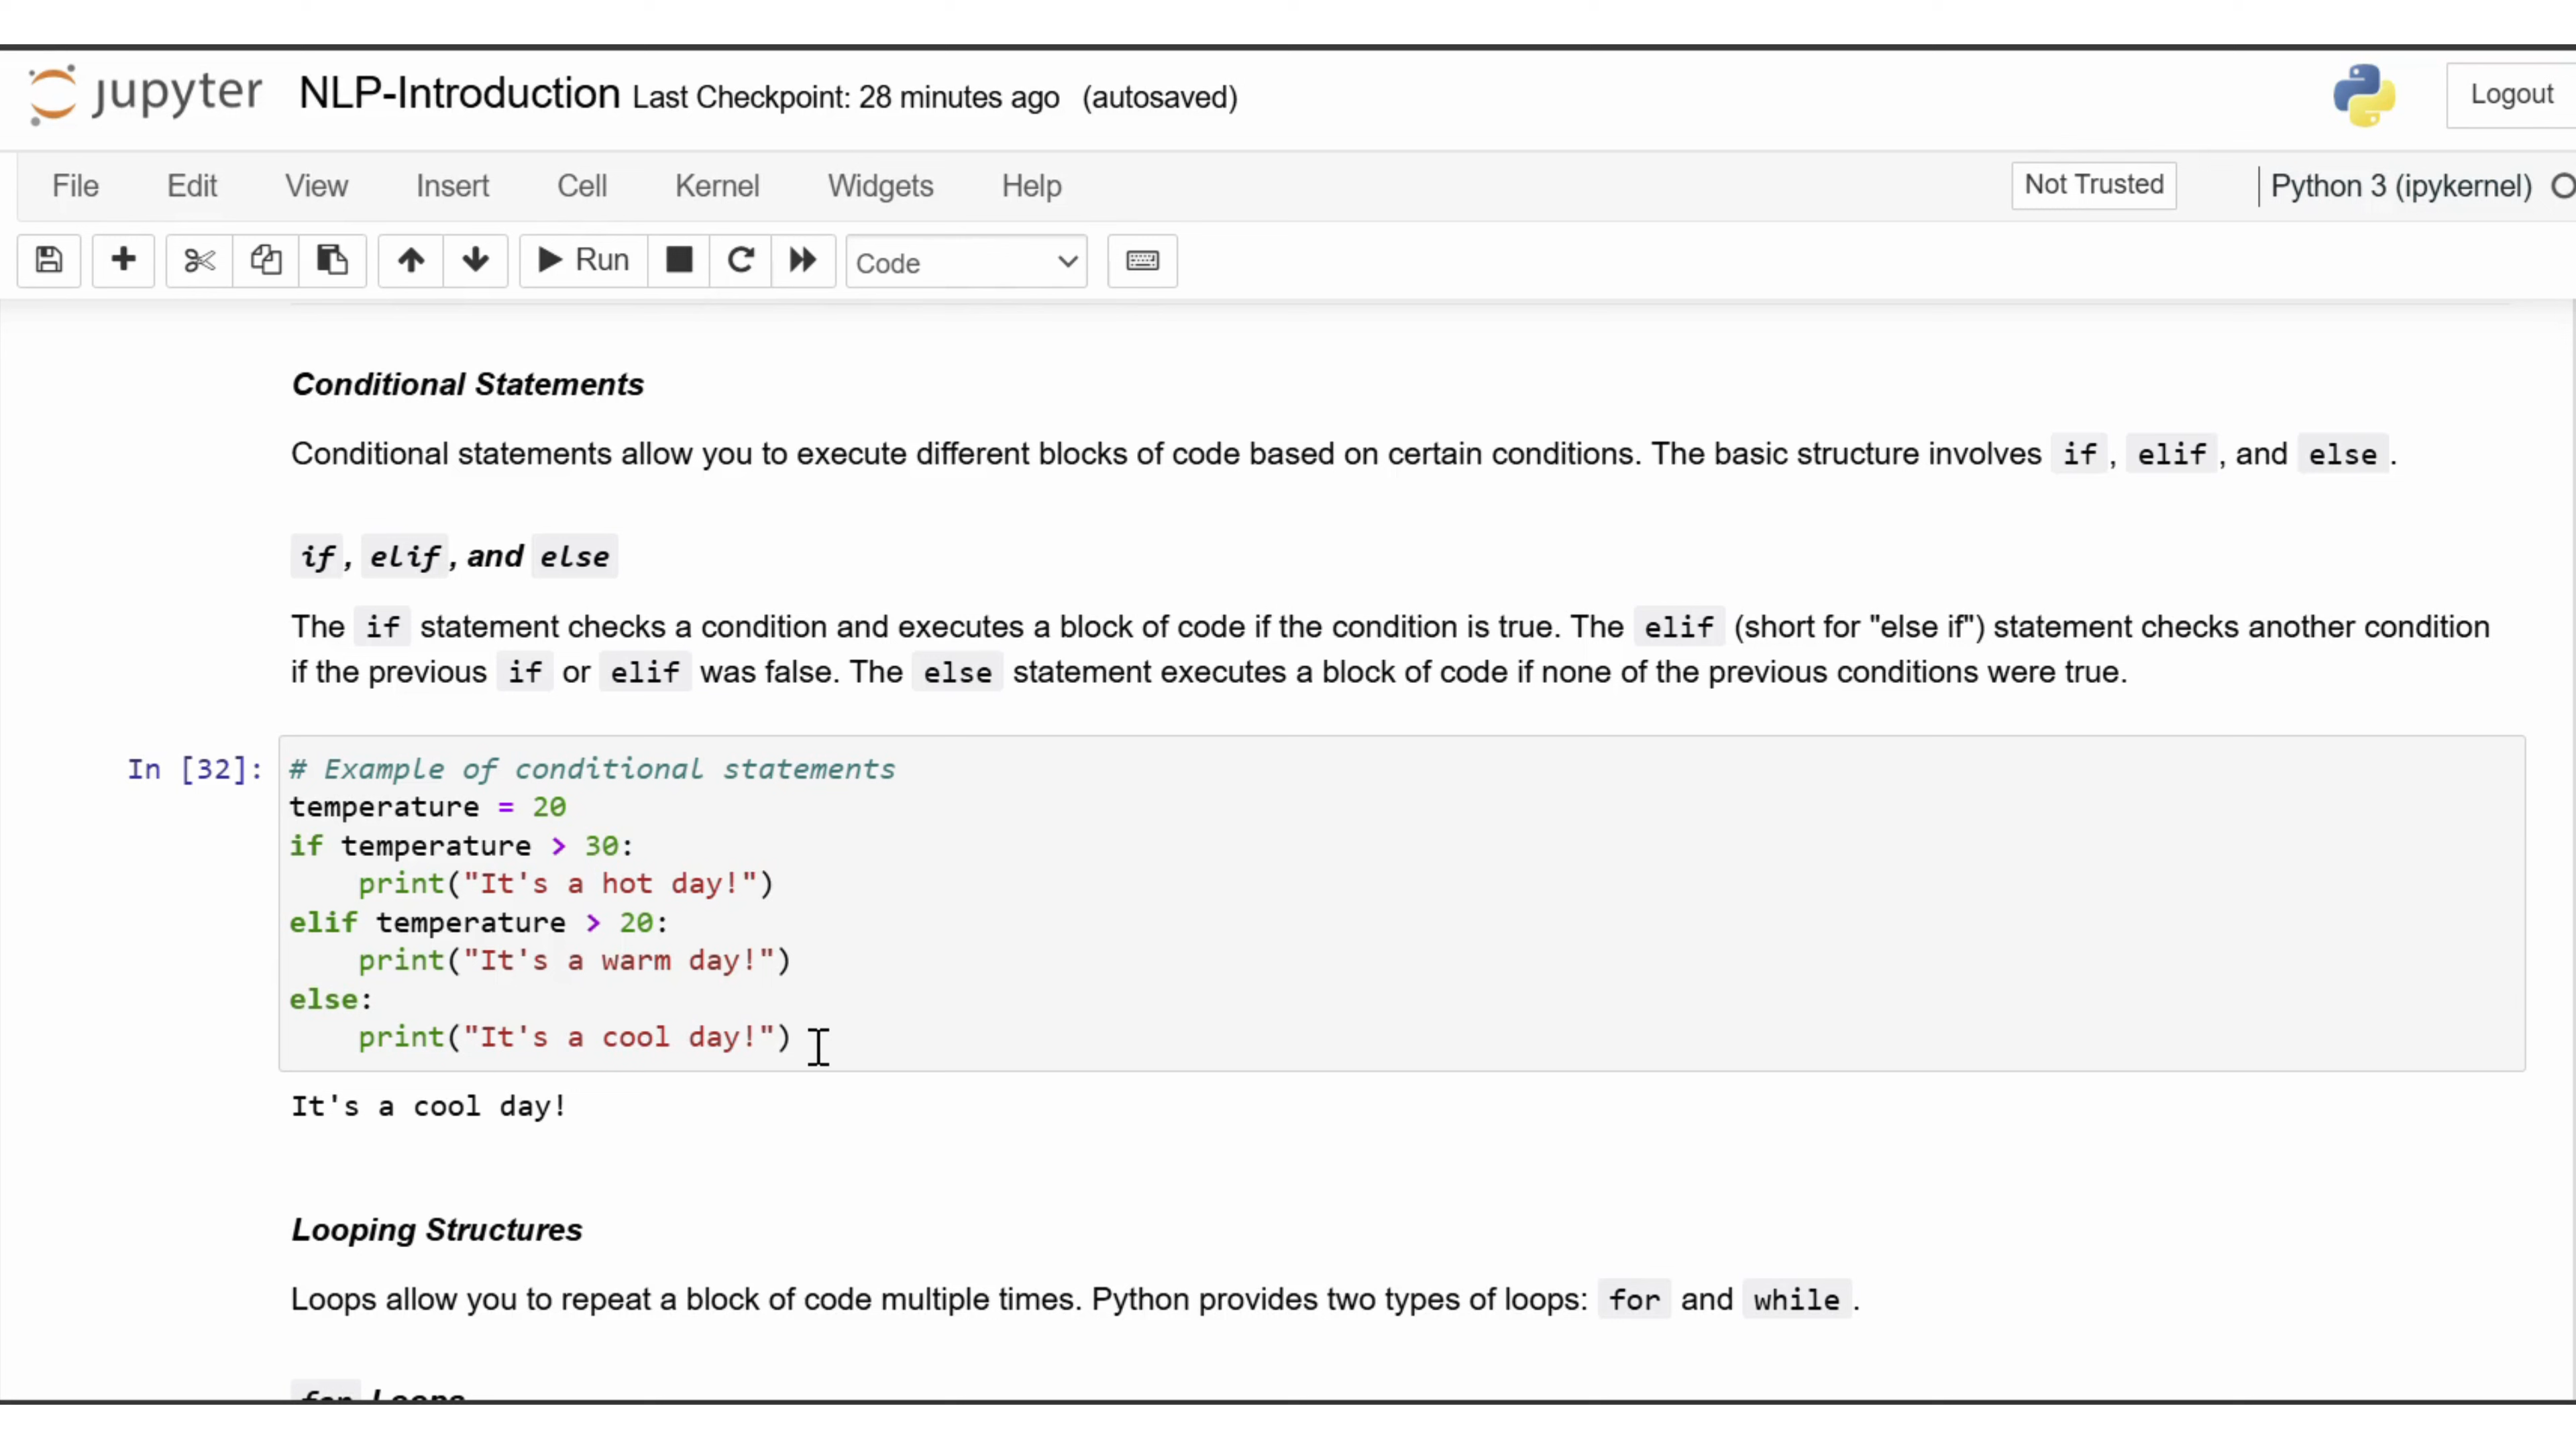 jupyter NLP-Introduction Last Checkpoint: 28 minutes ago (autosaved) Logout
File Edit View Insert Cell Kernel Widgets Help Not Trusted Python 3 (ipykernel)
Run Code
Conditional Statements
Conditional statements allow you to execute different blocks of code based on certain conditions. The basic structure involves if , elif , and else .
if , elif , and else
The if statement checks a condition and executes a block of code if the condition is true. The elif (short for "else if") statement checks another condition
if the previous if or elif was false. The else statement executes a block of code if none of the previous conditions were true.
In [32]: # Example of conditional statements
temperature = 20
if temperature > 30:
    print("It's a hot day!")
elif temperature > 20:
    print("It's a warm day!")
else:
    print("It's a cool day!")
It's a cool day!
Looping Structures
Loops allow you to repeat a block of code multiple times. Python provides two types of loops: for and while .
for Loops